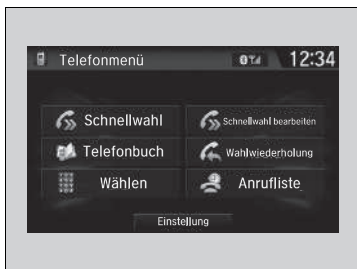 Telefonmenü
12:34
Schnellwahl
Schnellwahl bearbeiten
Telefonbuch
Wahlwiederholung
Wählen
Anrufliste
Einstellung